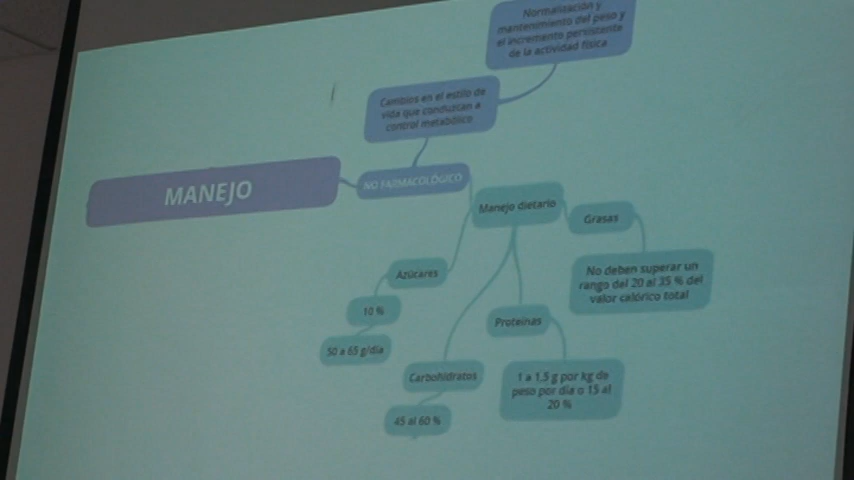 Normalización y
mantenimiento del peso y
el incremento persistente
de la actividad física
Cambios en el estilo de
vida que conduzcan a
control metabólico
MANEJO
NO FARMACOLÓGICO
Manejo dietario
Grasas
No deben superar un
rango del 20 al 35 % del
valor calórico total
Azúcares
10 %
50 a 65 g/día
Proteínas
1 a 1,5 g por kg de
peso por día o 15 al
20 %
Carbohidratos
45 al 60 %